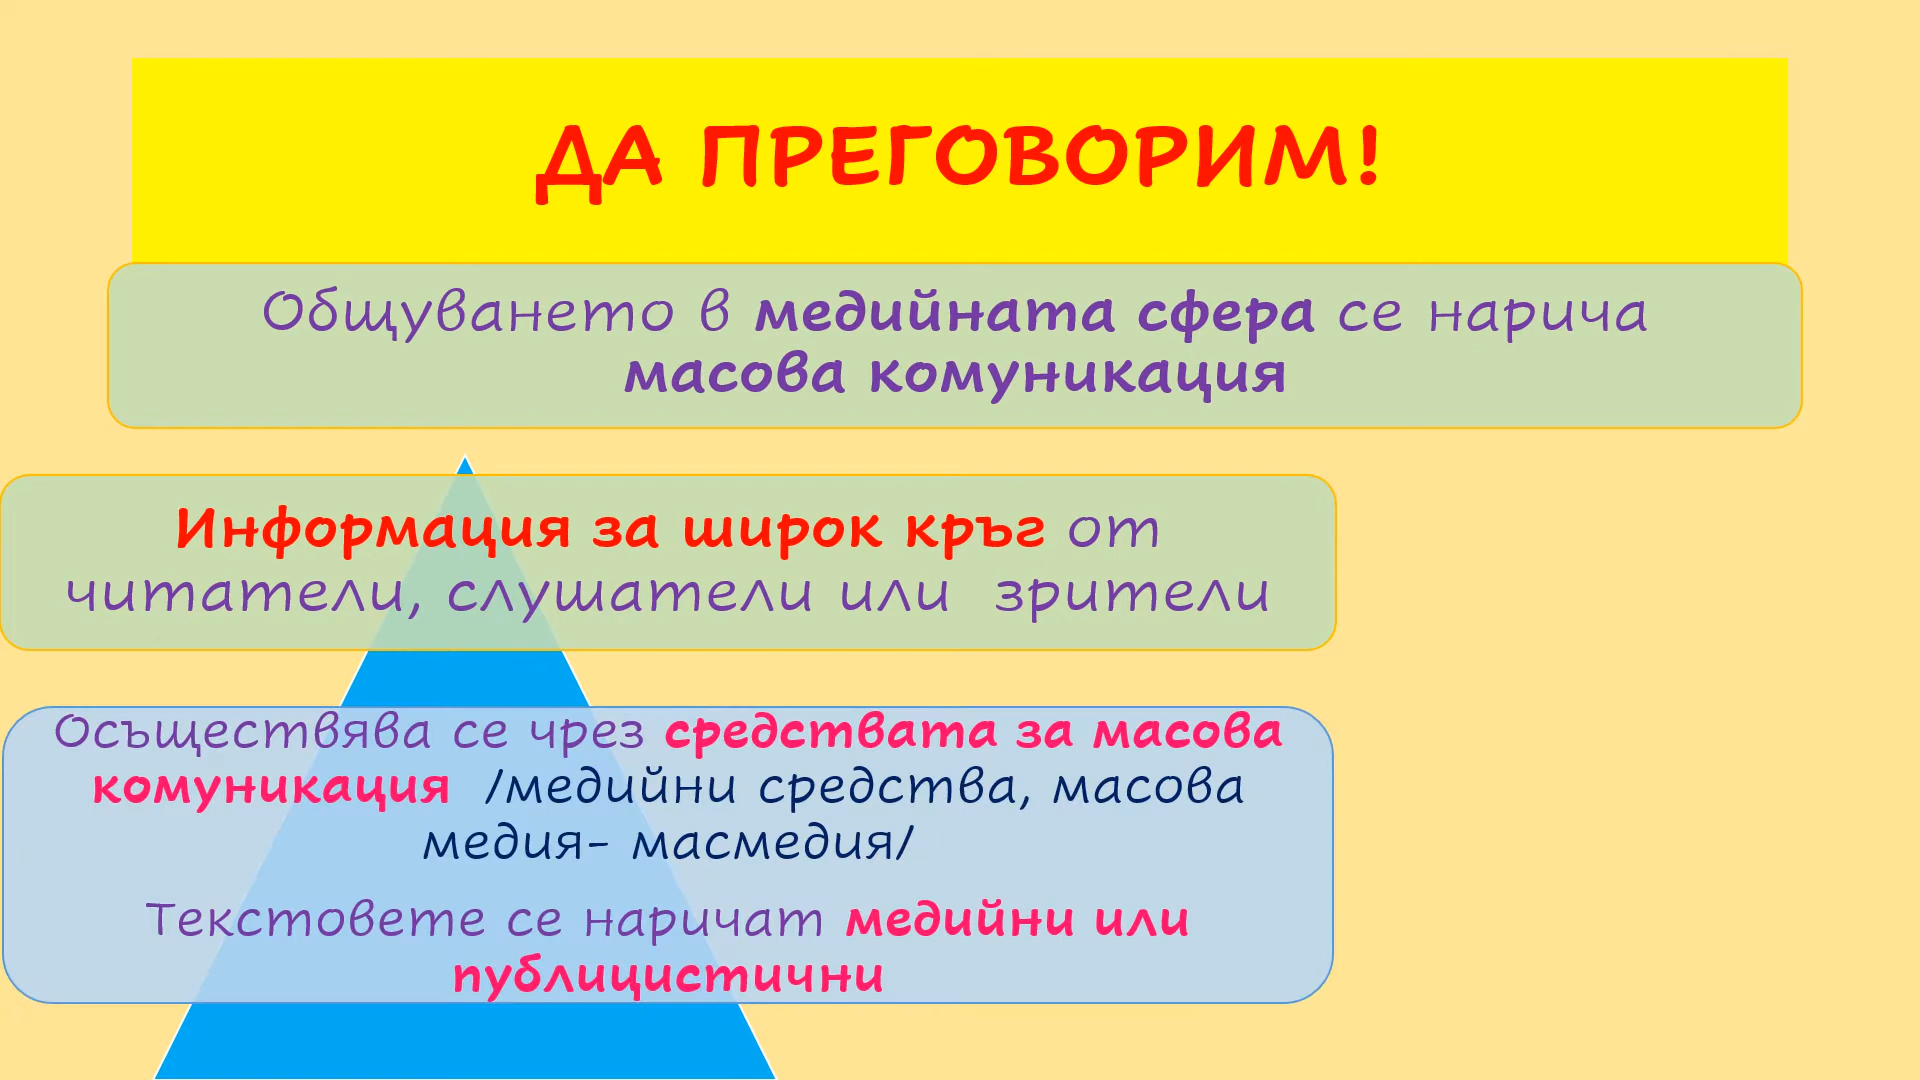 ДА ПРЕГОВОРИМ!
Общуването в медийната сфера се нарича
масова комуникация
Информация за широк кръг от
читатели, слушатели или зрители
Осъществява се чрез средствата за масова
комуникация /медийни средства, масова
медия- масмедия/
Текстовете се наричат медийни или
публицистични